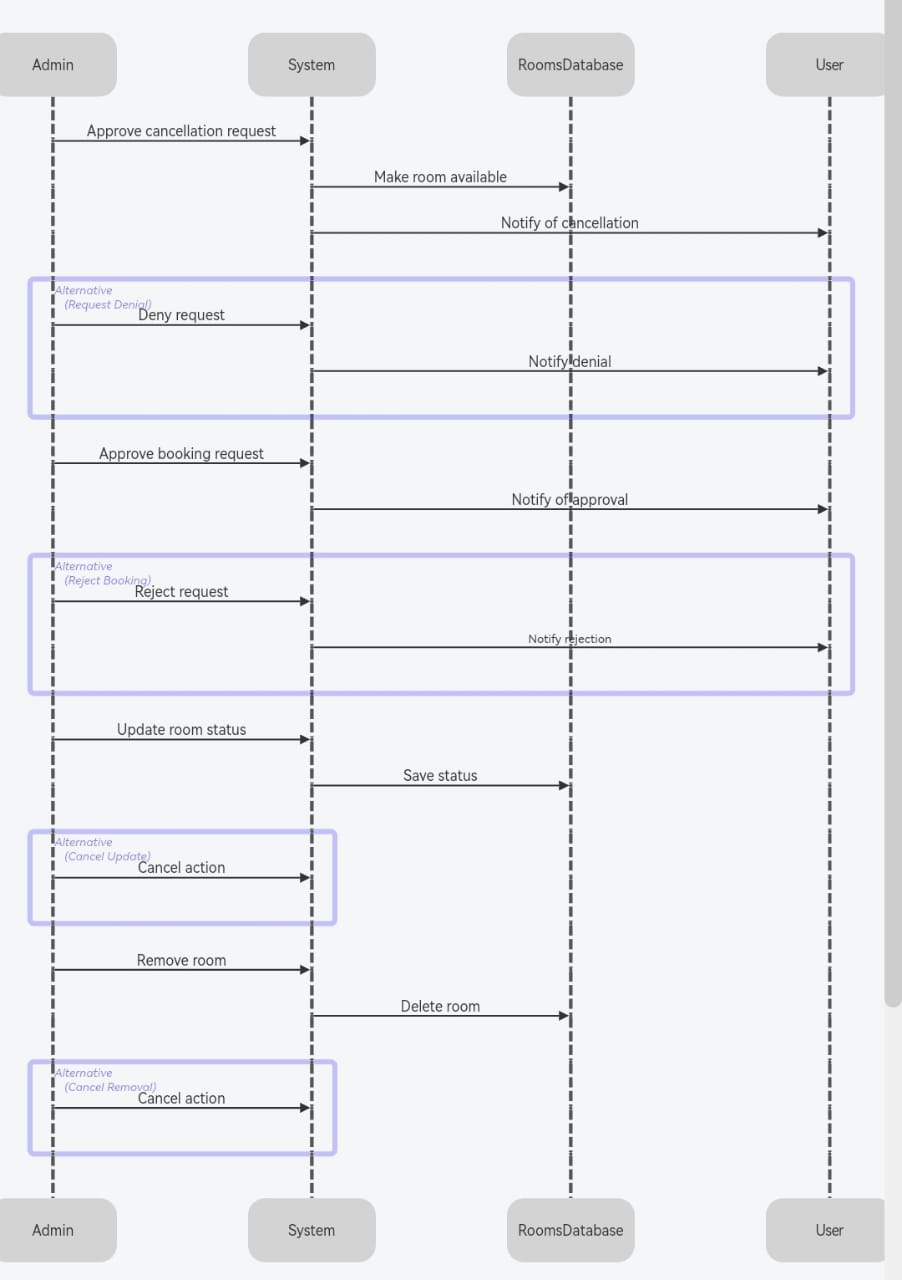 Admin
System
RoomsDatabase
User
Approve cancellation request
Make room available
Notify of cancellation
Alternative
(Request Denial)
Deny request
Notify denial
Approve booking request
Notify of approval
Alternative
(Reject Booking)
Reject request
Notify rejection
Update room status
Save status
Alternative
(Cancel Update)
Cancel action
Remove room
Delete room
Alternative
(Cancel Removal)
Cancel action
Admin
System
RoomsDatabase
User